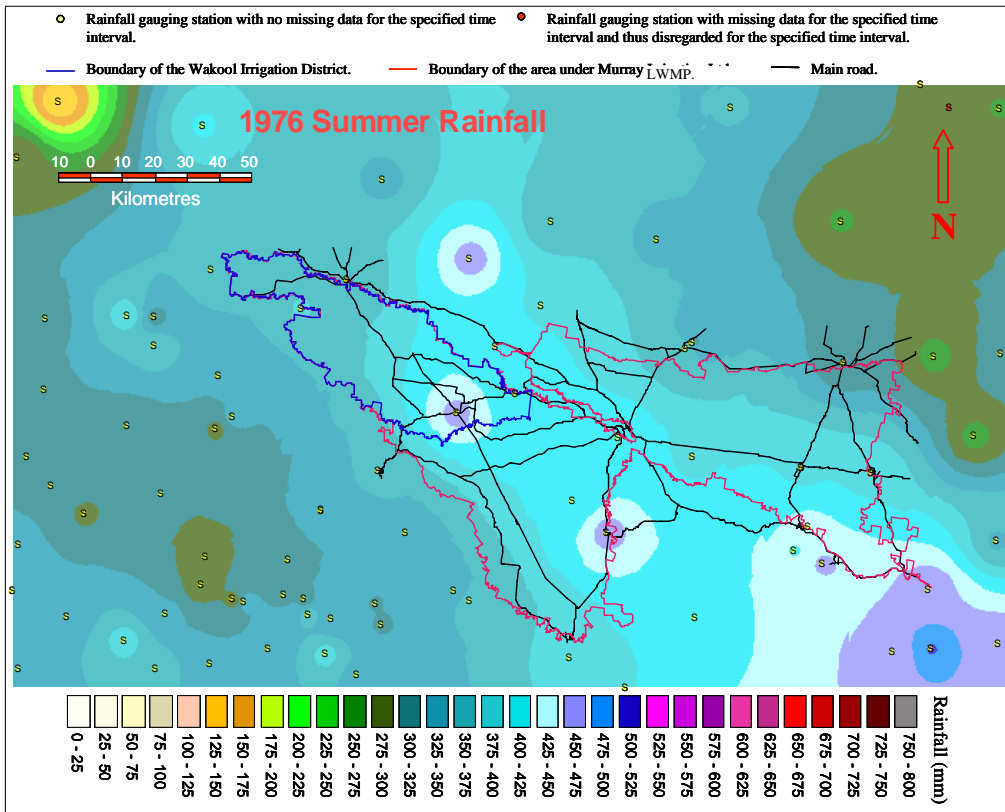 Rainfall gauging station with no missing data for the specified time
interval.
Rainfall gauging station with missing data for the specified time
interval and thus disregarded for the specified time interval.
Boundary of the Wakool Irrigation District.
Boundary of the area under Murray
LWMP.
Main road.
1976 Summer Rainfall
10 0 10 20 30 40 50
Kilometres
N
0 - 25
25 - 50
50 - 75
75 - 100
100 - 125
125 - 150
150 - 175
175 - 200
200 - 225
225 - 250
250 - 275
275 - 300
300 - 325
325 - 350
350 - 375
375 - 400
400 - 425
425 - 450
450 - 475
475 - 500
500 - 525
525 - 550
550 - 575
575 - 600
600 - 625
625 - 650
650 - 675
675 - 700
700 - 725
725 - 750
750 - 800
Rainfall (mm)